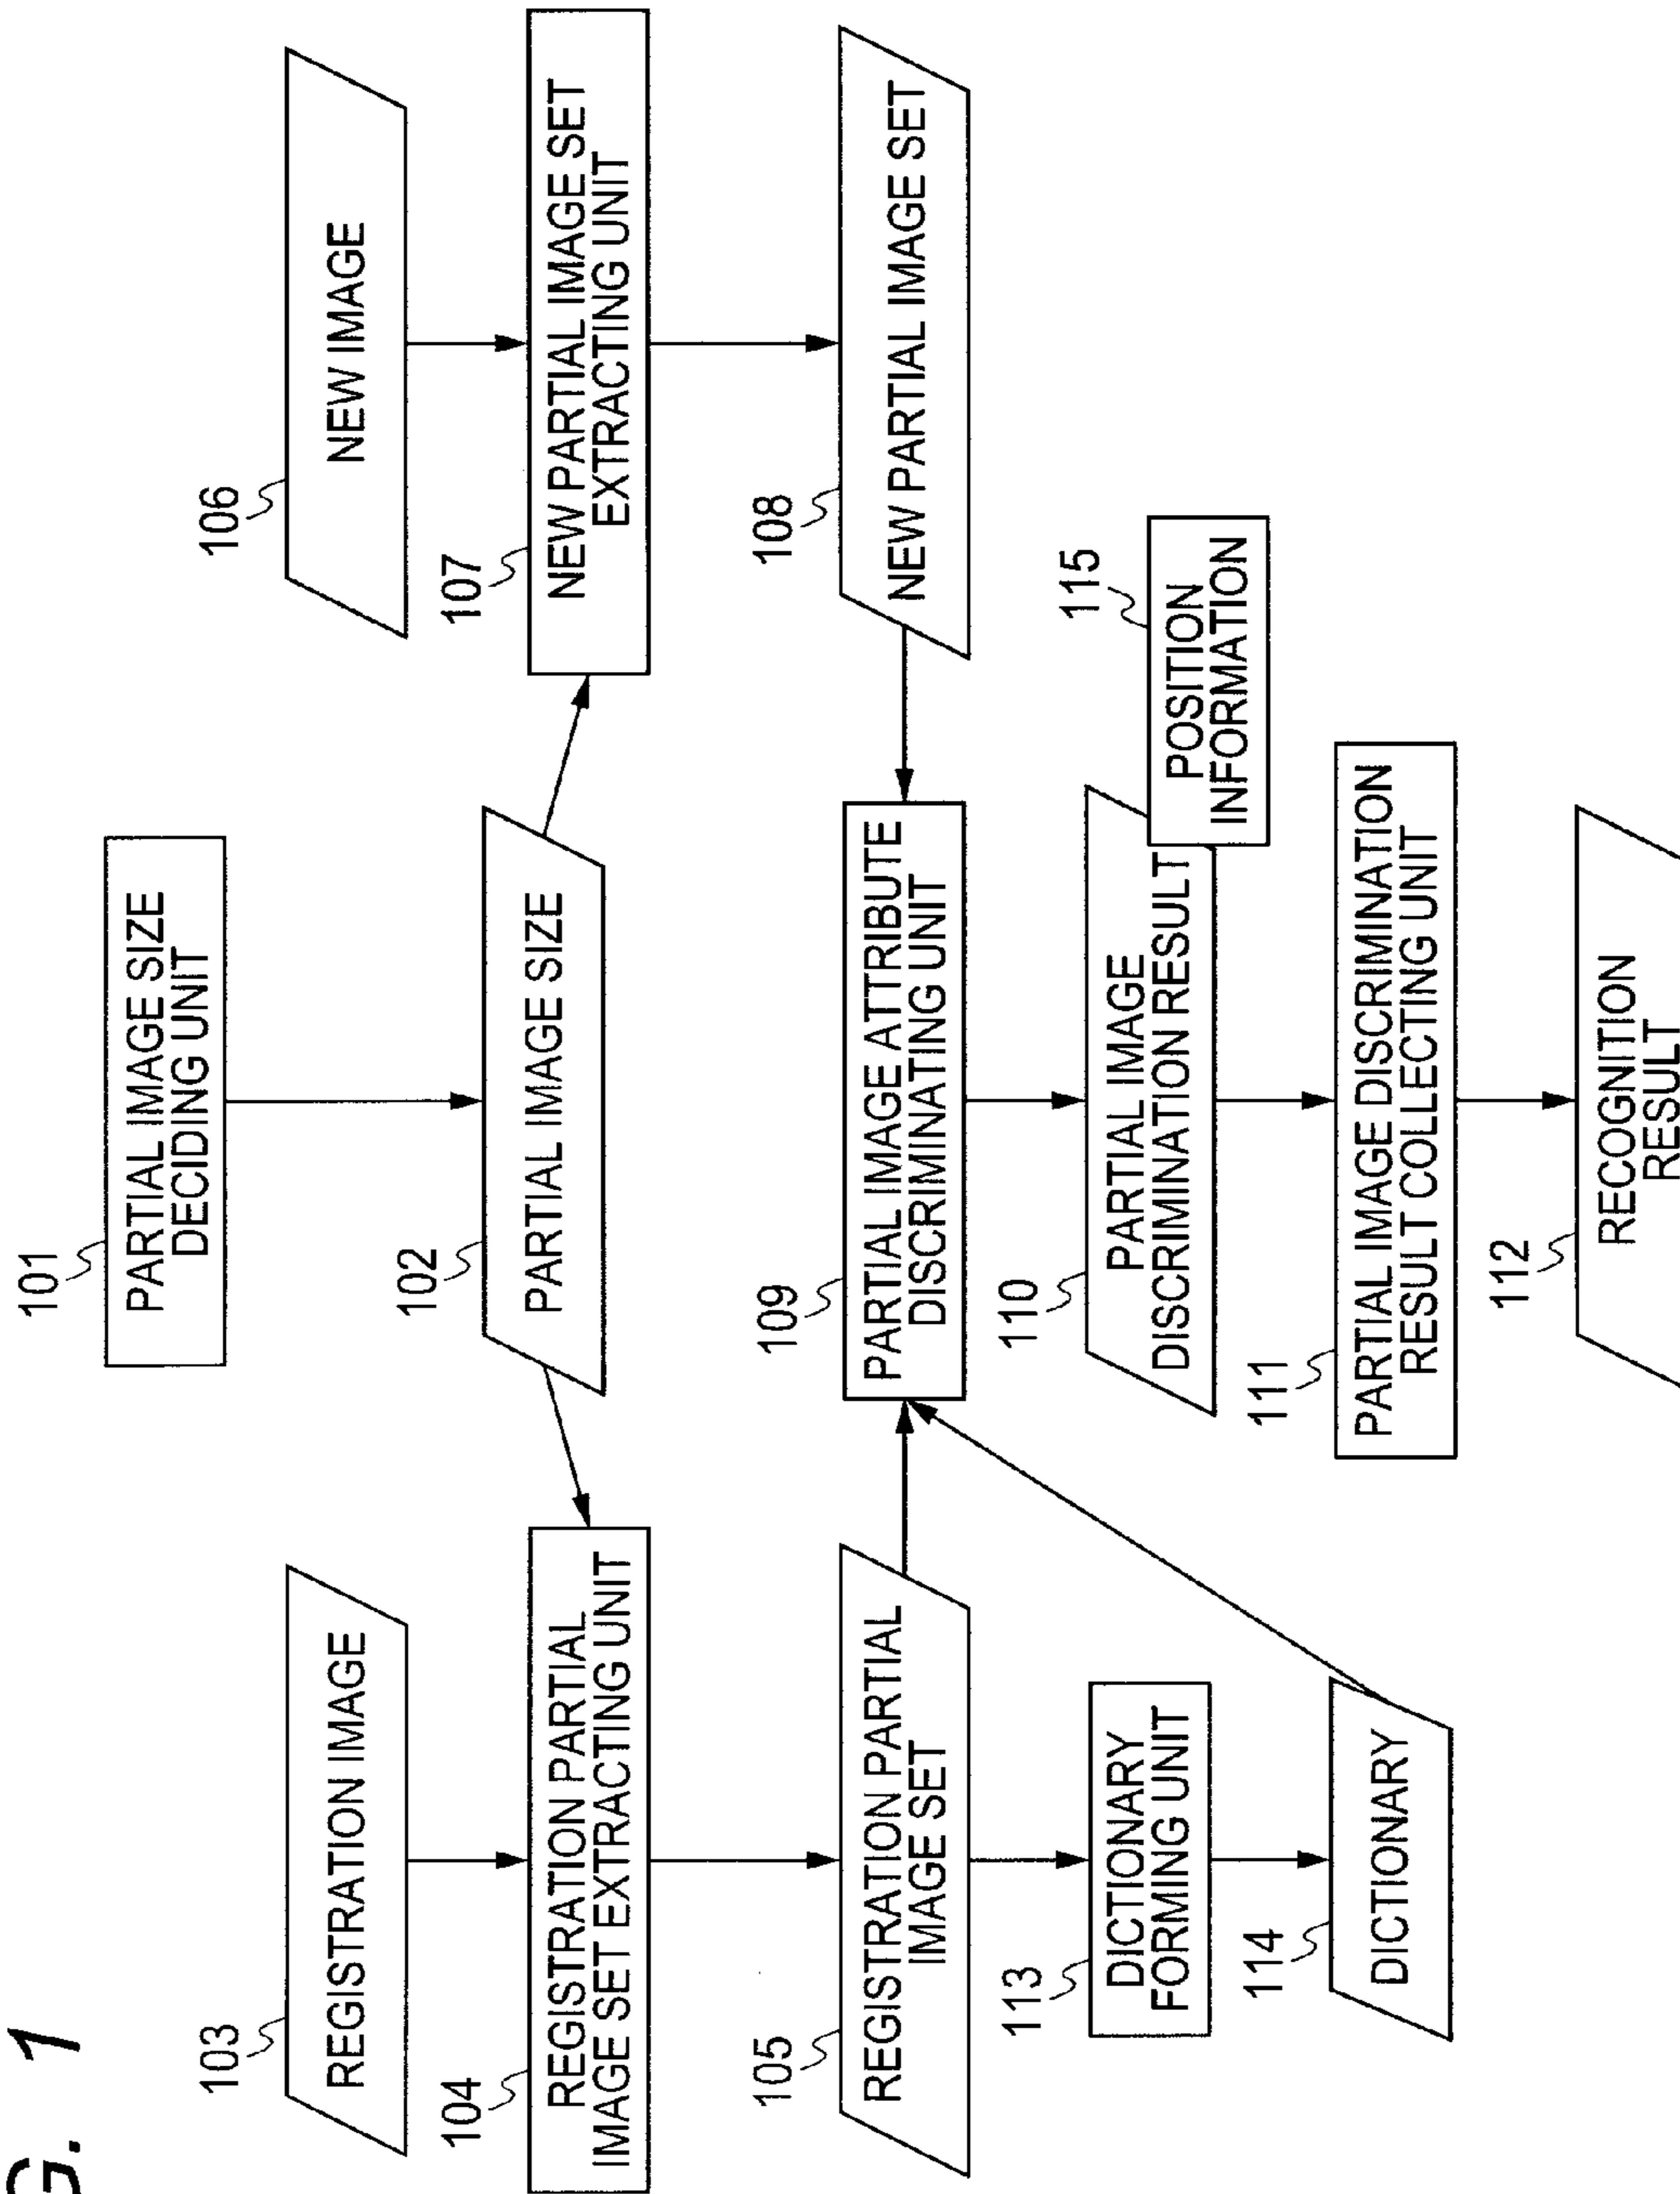 G. 1
101
PARTIAL IMAGE SIZE
DECIDING UNIT
102
PARTIAL IMAGE SIZE
103
REGISTRATION IMAGE
104
REGISTRATION PARTIAL
IMAGE SET EXTRACTING UNIT
105
REGISTRATION PARTIAL
IMAGE SET
106
NEW IMAGE
107
NEW PARTIAL IMAGE SET
EXTRACTING UNIT
108
NEW PARTIAL IMAGE SET
109
PARTIAL IMAGE ATTRIBUTE
DISCRIMINATING UNIT
110
PARTIAL IMAGE
DISCRIMINATION RESULT
115
POSITION
INFORMATION
111
PARTIAL IMAGE DISCRIMINATION
RESULT COLLECTING UNIT
112
RECOGNITION
RESULT
113
DICTIONARY
FORMING UNIT
114
DICTIONARY